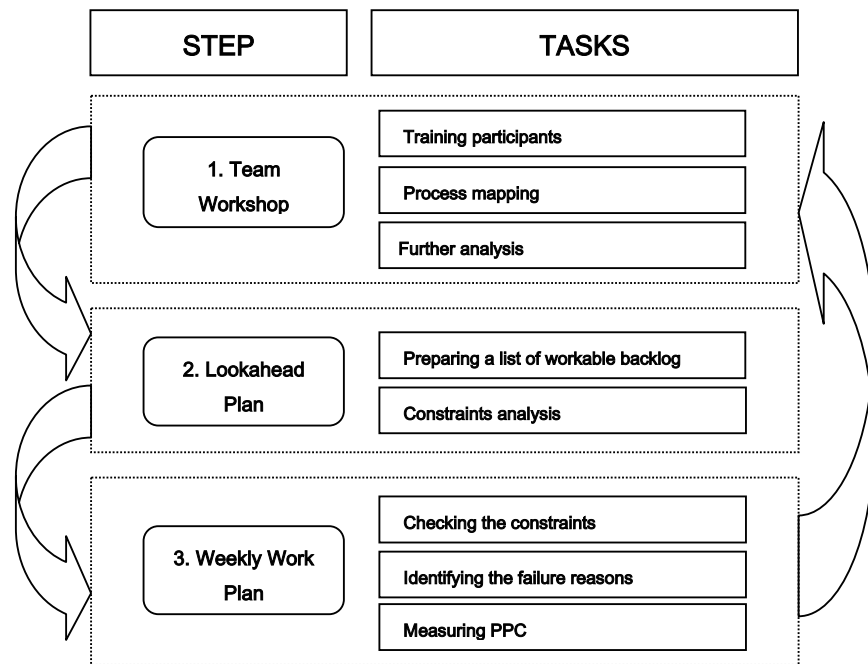 STEP
TASKS
1. Team
Workshop
Training participants
Process mapping
Further analysis
2. Lookahead
Plan
Preparing a list of workable backlog
Constraints analysis
3. Weekly Work
Plan
Checking the constraints
Identifying the failure reasons
Measuring PPC